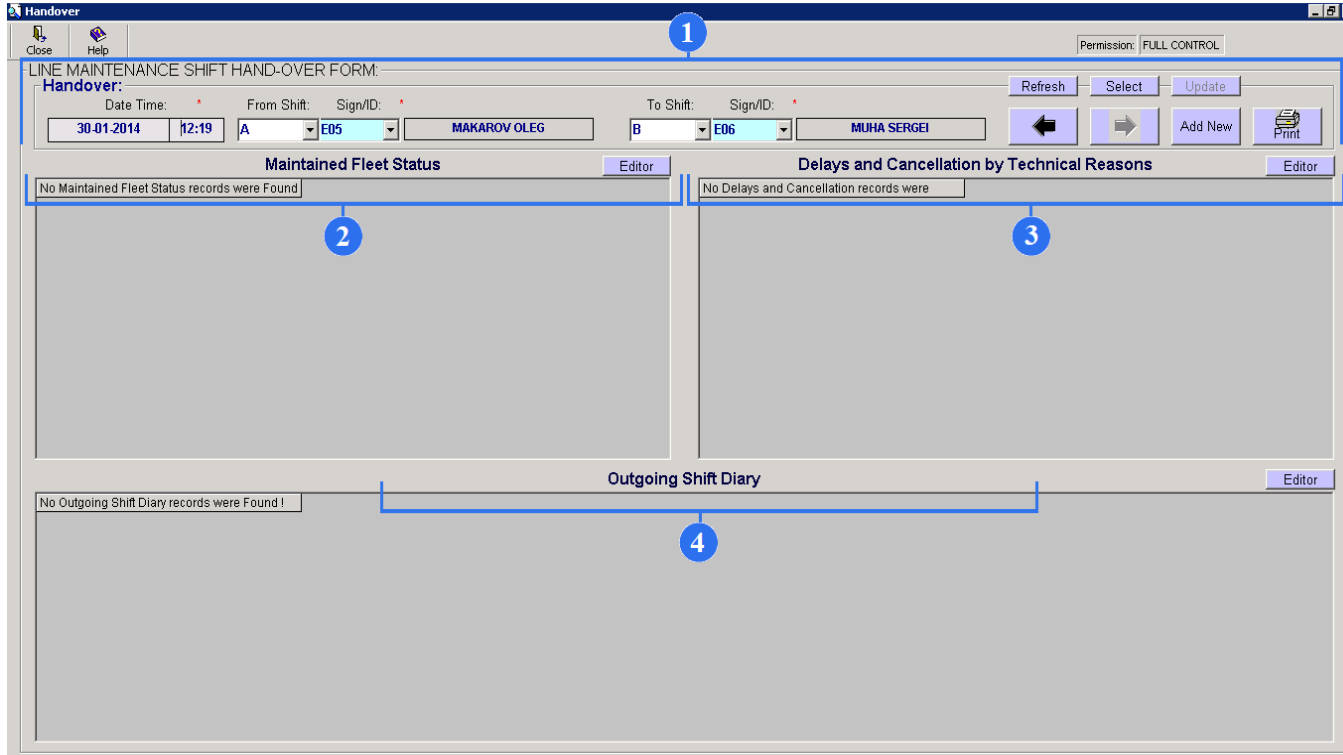 Handover
Close Help
1
Permission: FULL CONTROL
LINE MAINTENANCE SHIFT HAND-OVER FORM:
Handover:
Refresh Select Update
Date Time: * From Shift: Sign/ID: * To Shift: Sign/ID: *
30-01-2014 12:19 A E05 MAKAROV OLEG B E06 MUHA SERGEI
Add New Print
Maintained Fleet Status Editor
No Maintained Fleet Status records were Found
2
Delays and Cancellation by Technical Reasons Editor
No Delays and Cancellation records were
3
Outgoing Shift Diary Editor
No Outgoing Shift Diary records were Found !
4